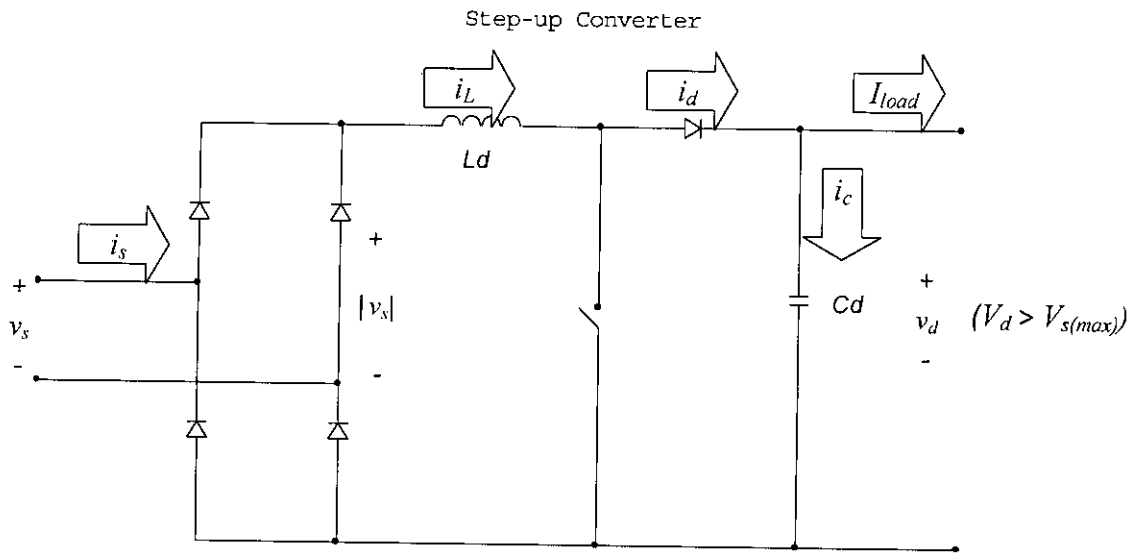 Step-up Converter
i_L
i_d
I_load
Ld
i_c
i_s
+
+
|v_s|
v_s
-
-
Cd
+
v_d (V_d > V_s(max))
-